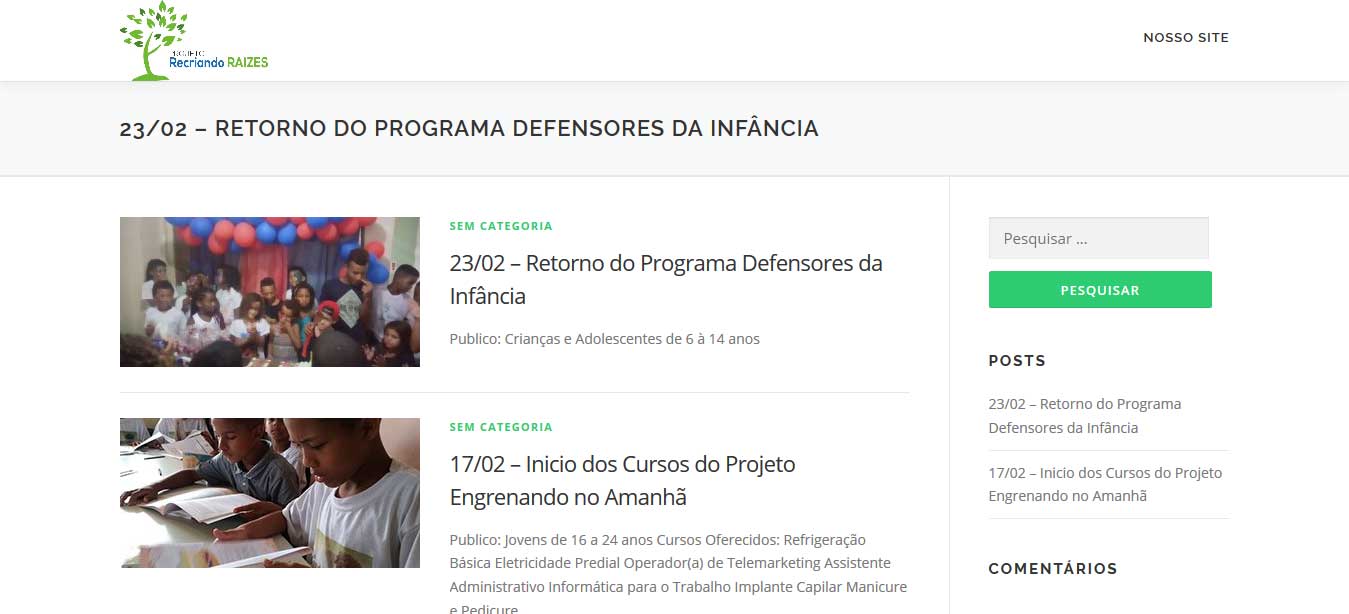 PROJETO
Recriando RAIZES
NOSSO SITE
23/02 – RETORNO DO PROGRAMA DEFENSORES DA INFÂNCIA
SEM CATEGORIA
23/02 – Retorno do Programa Defensores da
Infância
Publico: Crianças e Adolescentes de 6 à 14 anos
SEM CATEGORIA
17/02 – Inicio dos Cursos do Projeto
Engrenando no Amanhã
Publico: Jovens de 16 a 24 anos Cursos Oferecidos: Refrigeração
Básica Eletricidade Predial Operador(a) de Telemarketing Assistente
Administrativo Informática para o Trabalho Implante Capilar Manicure
e Pedicure
Pesquisar ...
PESQUISAR
POSTS
23/02 – Retorno do Programa
Defensores da Infância
17/02 – Inicio dos Cursos do Projeto
Engrenando no Amanhã
COMENTÁRIOS